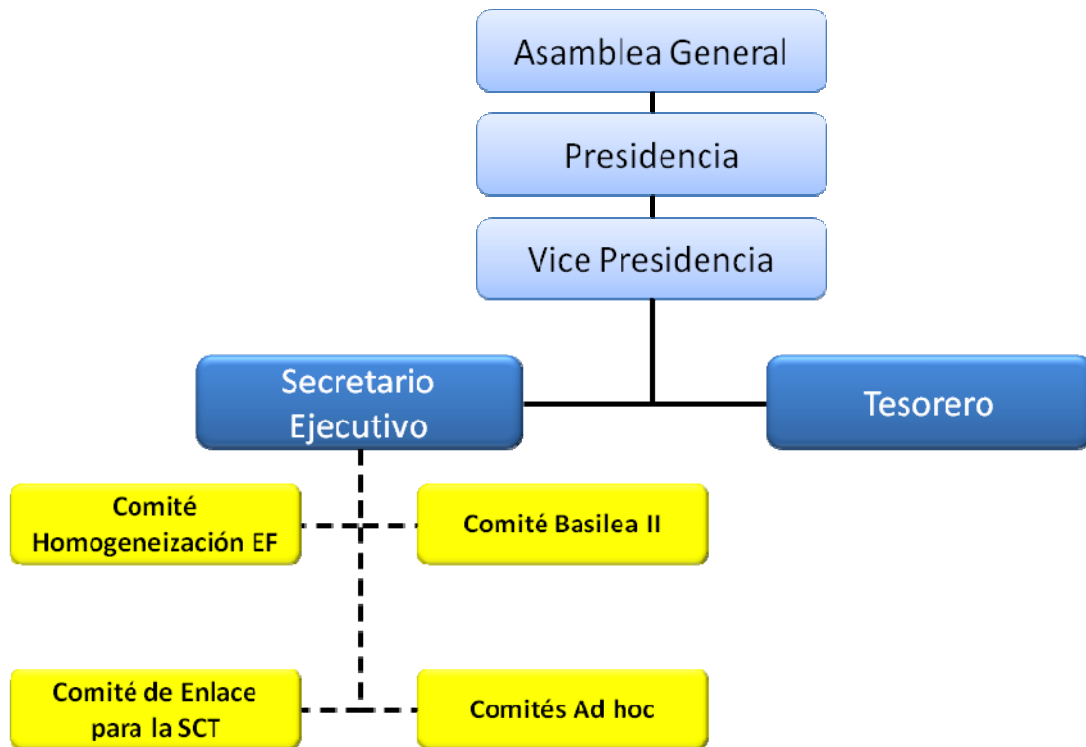 Asamblea General
Presidencia
Vice Presidencia
Secretario
Ejecutivo
Tesorero
Comité
Homogeneización EF
Comité Basilea II
Comité de Enlace
para la SCT
Comités Ad hoc